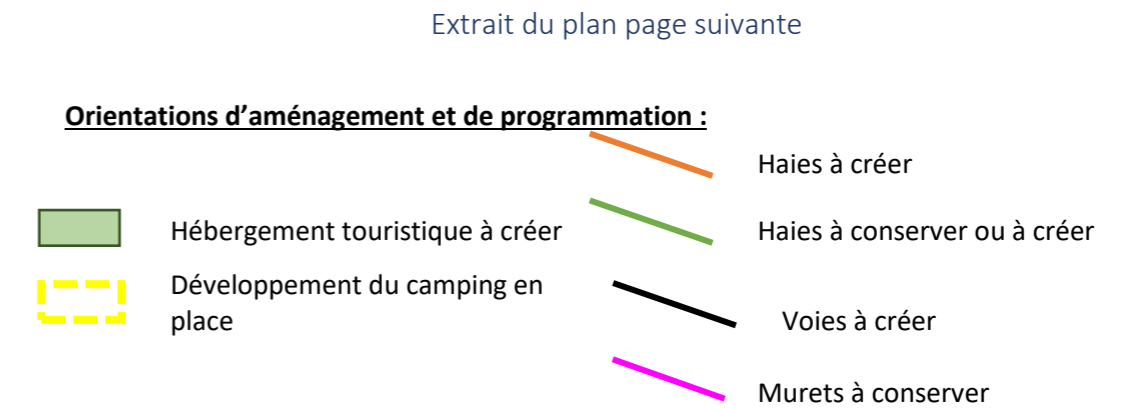 Extrait du plan page suivante
Orientations d’aménagement et de programmation :
Haies à créer
Hébergement touristique à créer
Haies à conserver ou à créer
Développement du camping en
place
Voies à créer
Murets à conserver